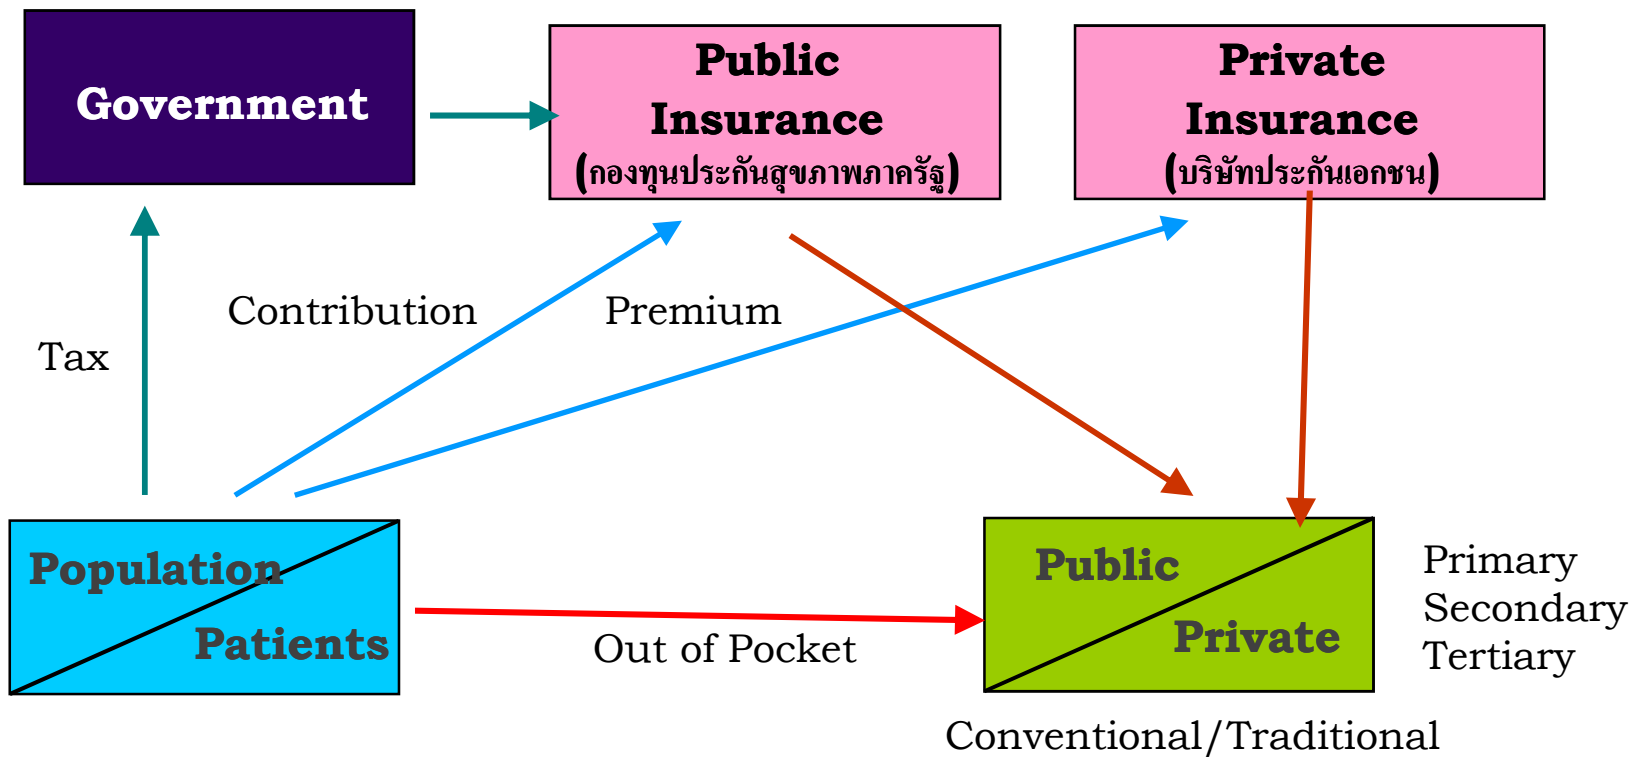 Government
Public
Insurance
(กองทุนประกันสุขภาพภาครัฐ)
Private
Insurance
(บริษัทประกันเอกชน)
Contribution
Premium
Tax
Population
Patients
Out of Pocket
Public
Private
Primary
Secondary
Tertiary
Conventional/Traditional